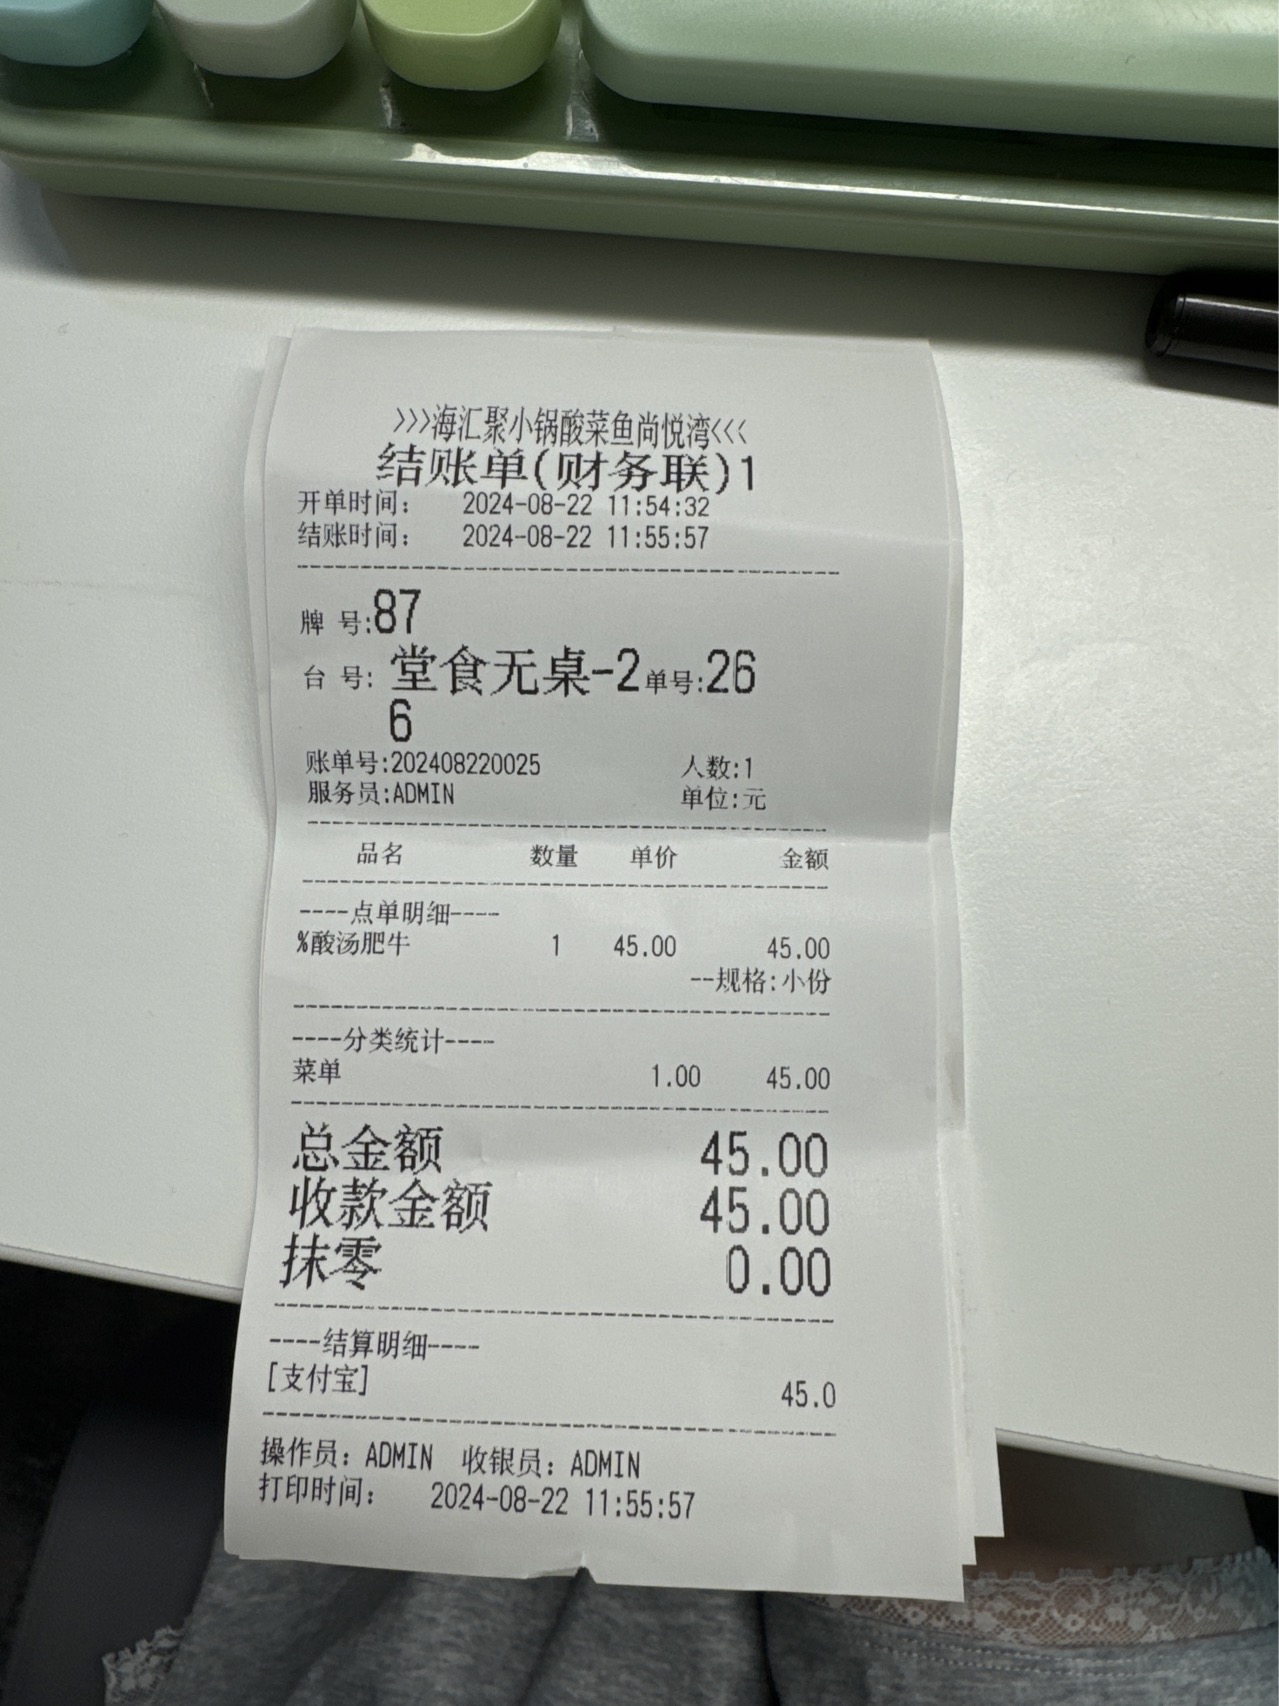 >>>海汇聚小锅酸菜鱼尚悦湾<<<
结账单(财务联)1
开单时间： 2024-08-22 11:54:32
结账时间： 2024-08-22 11:55:57
牌 号:87
台 号: 堂食无桌-2单号:26
6
账单号:202408220025 人数:1
服务员:ADMIN 单位:元
品名 数量 单价 金额
----点单明细----
%酸汤肥牛 1 45.00 45.00
--规格:小份
----分类统计----
菜单 1.00 45.00
总金额 45.00
收款金额 45.00
抹零 0.00
----结算明细----
[支付宝] 45.0
操作员：ADMIN 收银员：ADMIN
打印时间： 2024-08-22 11:55:57